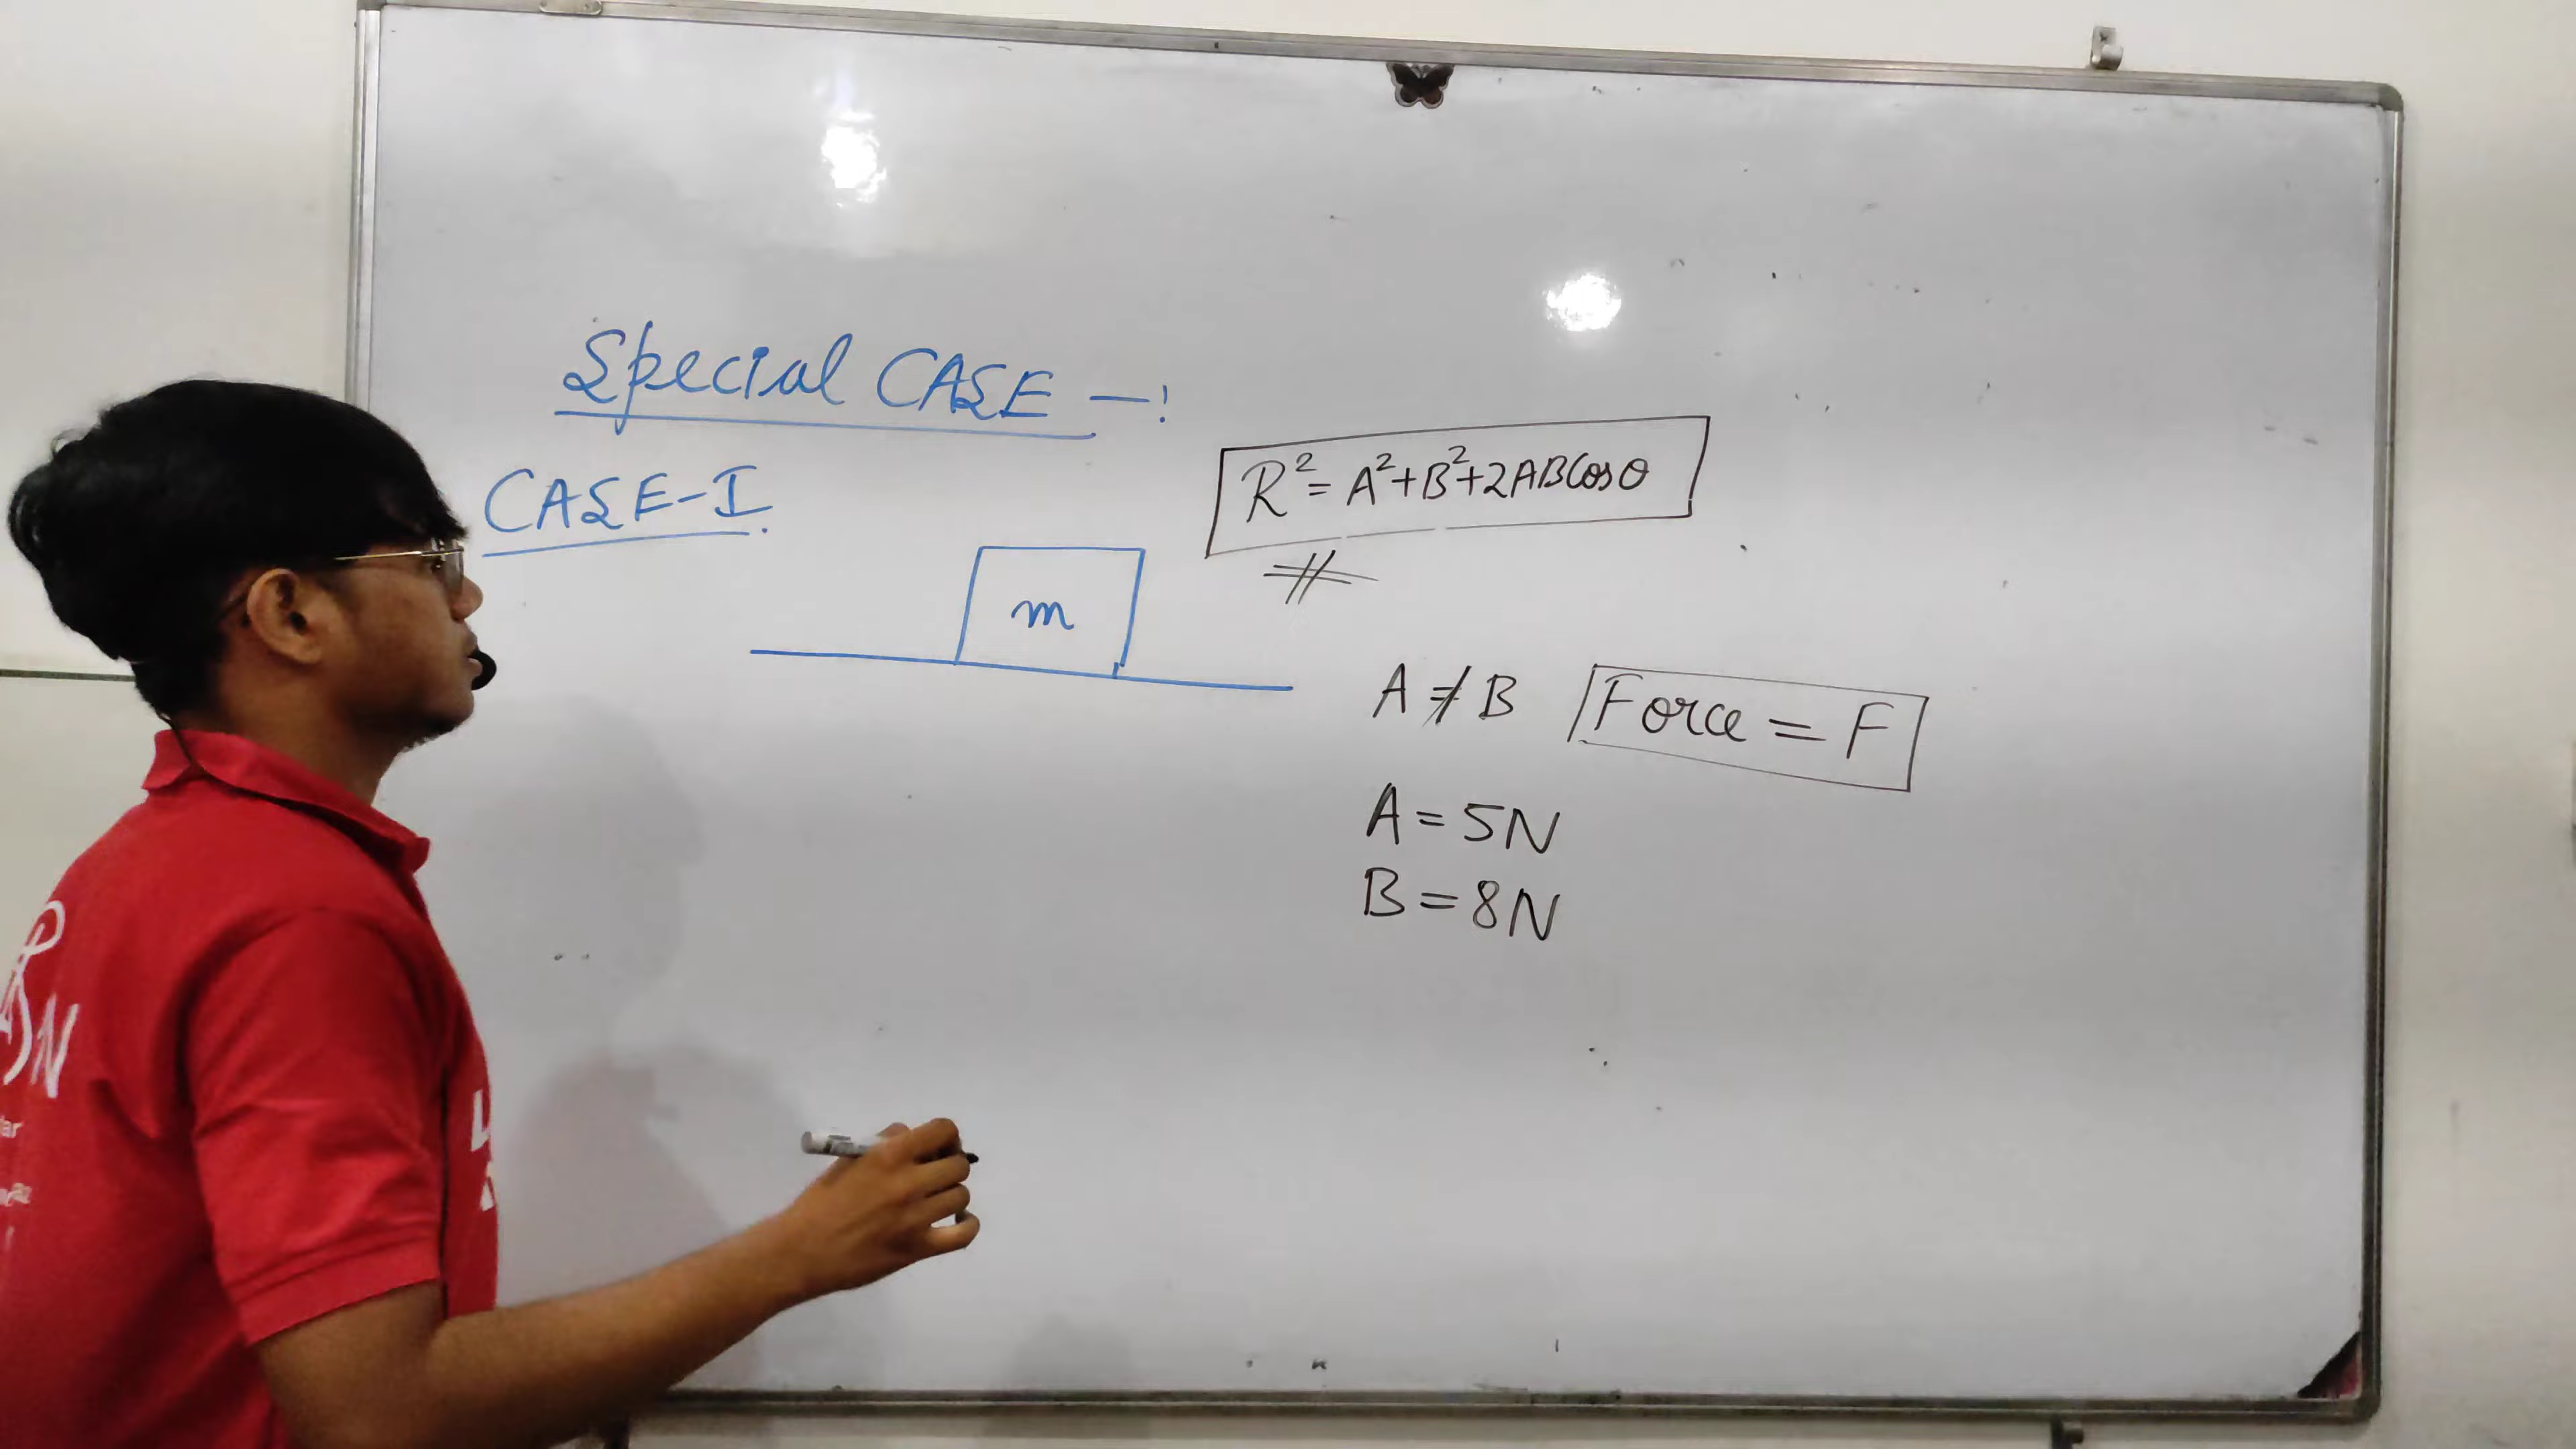 Special CASE —!
CASE-I.
R² = A²+B²+2ABCosθ
m
A ≠ B
Force = F
A = 5N
B = 8N